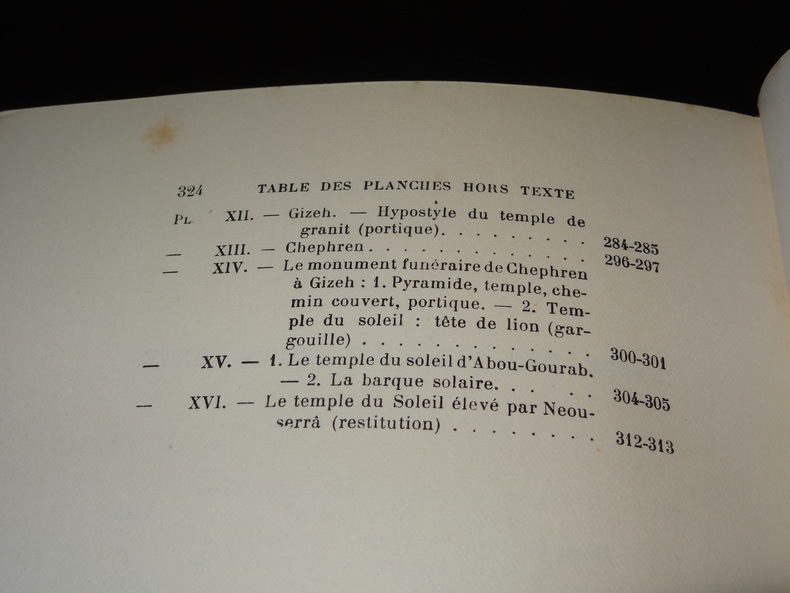 324 TABLE DES PLANCHES HORS TEXTE
PL XII. — Gizeh. — Hypostyle du temple de
granit (portique). . . . . . . . . 284-285
— XIII. — Chephren. . . . . . . . . . . . . 296-297
— XIV. — Le monument funéraire de Chephren
à Gizeh : 1. Pyramide, temple, che-
min couvert, portique. — 2. Tem-
ple du soleil : tête de lion (gar-
gouille) . . . . . . . . . . . . . 300-301
— XV. — 1. Le temple du soleil d'Abou-Gourab.
— 2. La barque solaire. . . . . 304-305
— XVI. — Le temple du Soleil élevé par Neou-
serrâ (restitution) . . . . . . . . 312-313